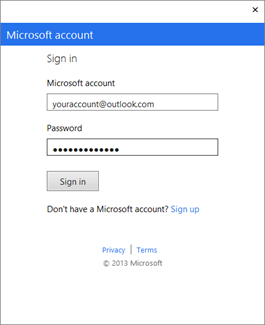 Microsoft account
Sign in
Microsoft account
youraccount@outlook.com
Password
●●●●●●●●●●●●●
Sign in
Don't have a Microsoft account? Sign up
Privacy | Terms
© 2013 Microsoft